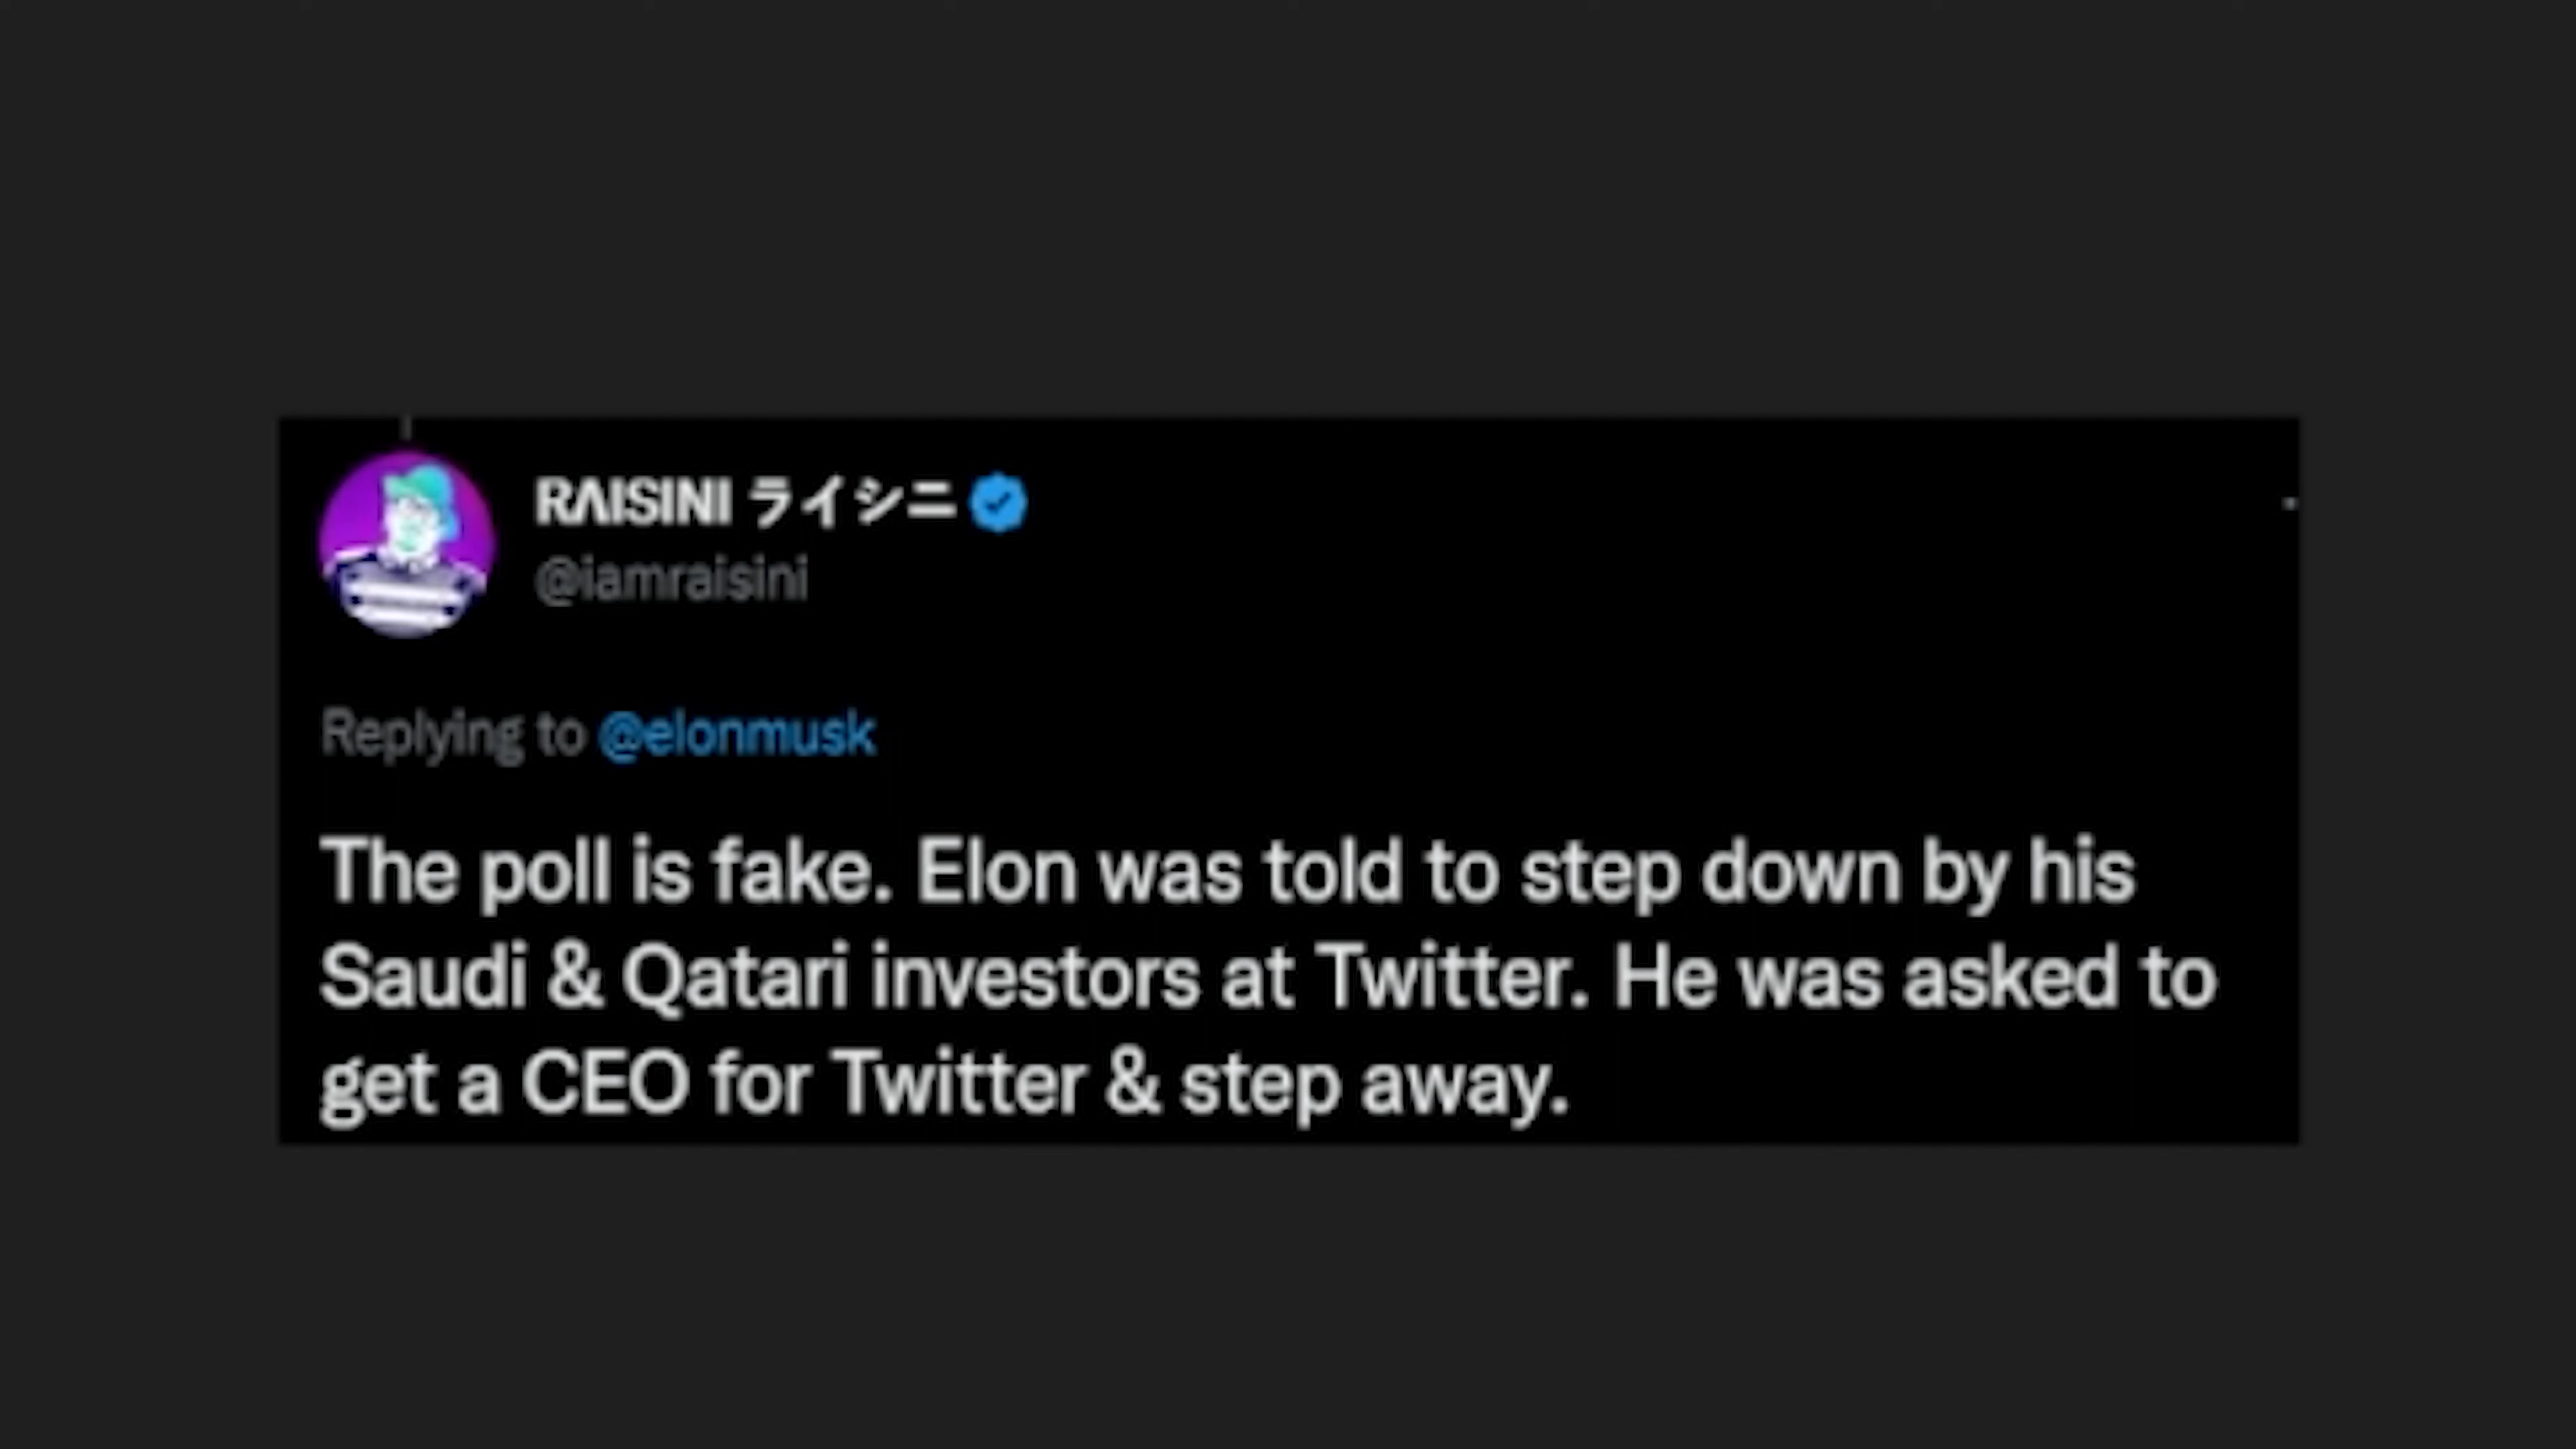 RΛISINI ライシニ
@iamraisini
Replying to @elonmusk
The poll is fake. Elon was told to step down by his
Saudi & Qatari investors at Twitter. He was asked to
get a CEO for Twitter & step away.